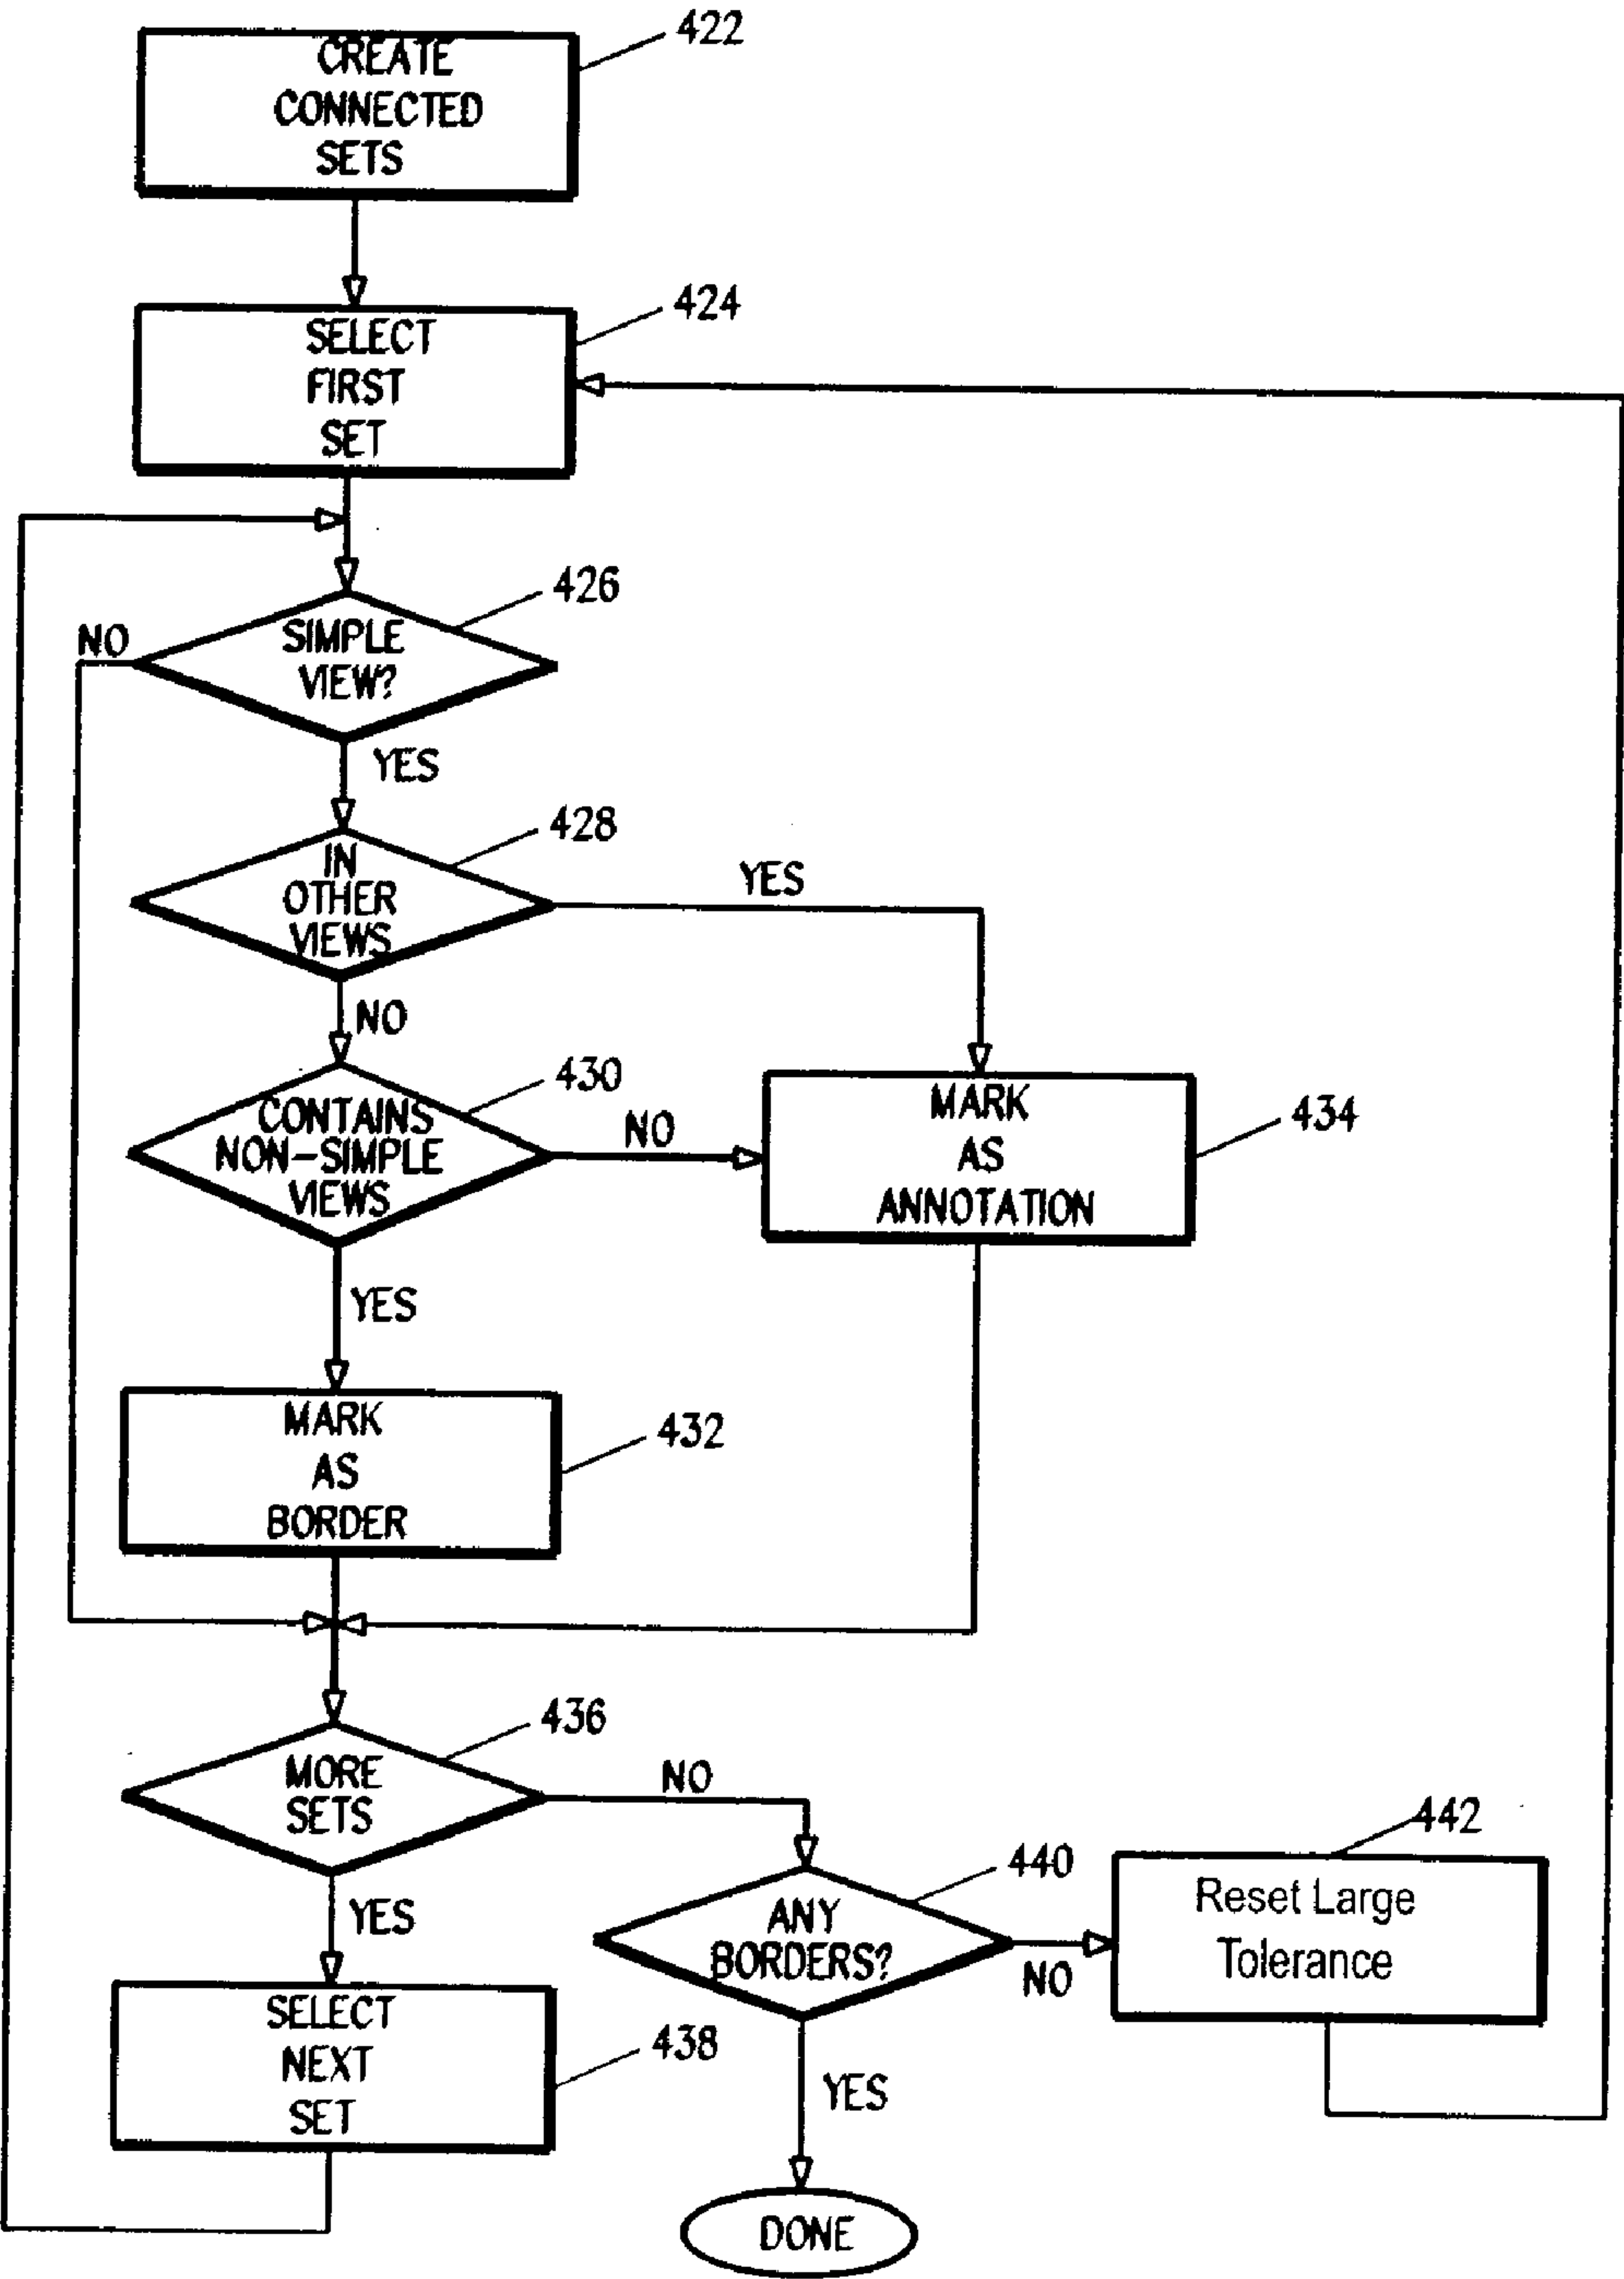 CREATE
CONNECTED
SETS
422
SELECT
FIRST
SET
424
SIMPLE
VIEW?
426
NO
YES
IN
OTHER
VIEWS
428
YES
NO
CONTAINS
NON-SIMPLE
VIEWS
430
NO
MARK
AS
ANNOTATION
434
YES
MARK
AS
BORDER
432
MORE
SETS
436
NO
YES
ANY
BORDERS?
440
NO
Reset Large
Tolerance
442
SELECT
NEXT
SET
438
YES
DONE